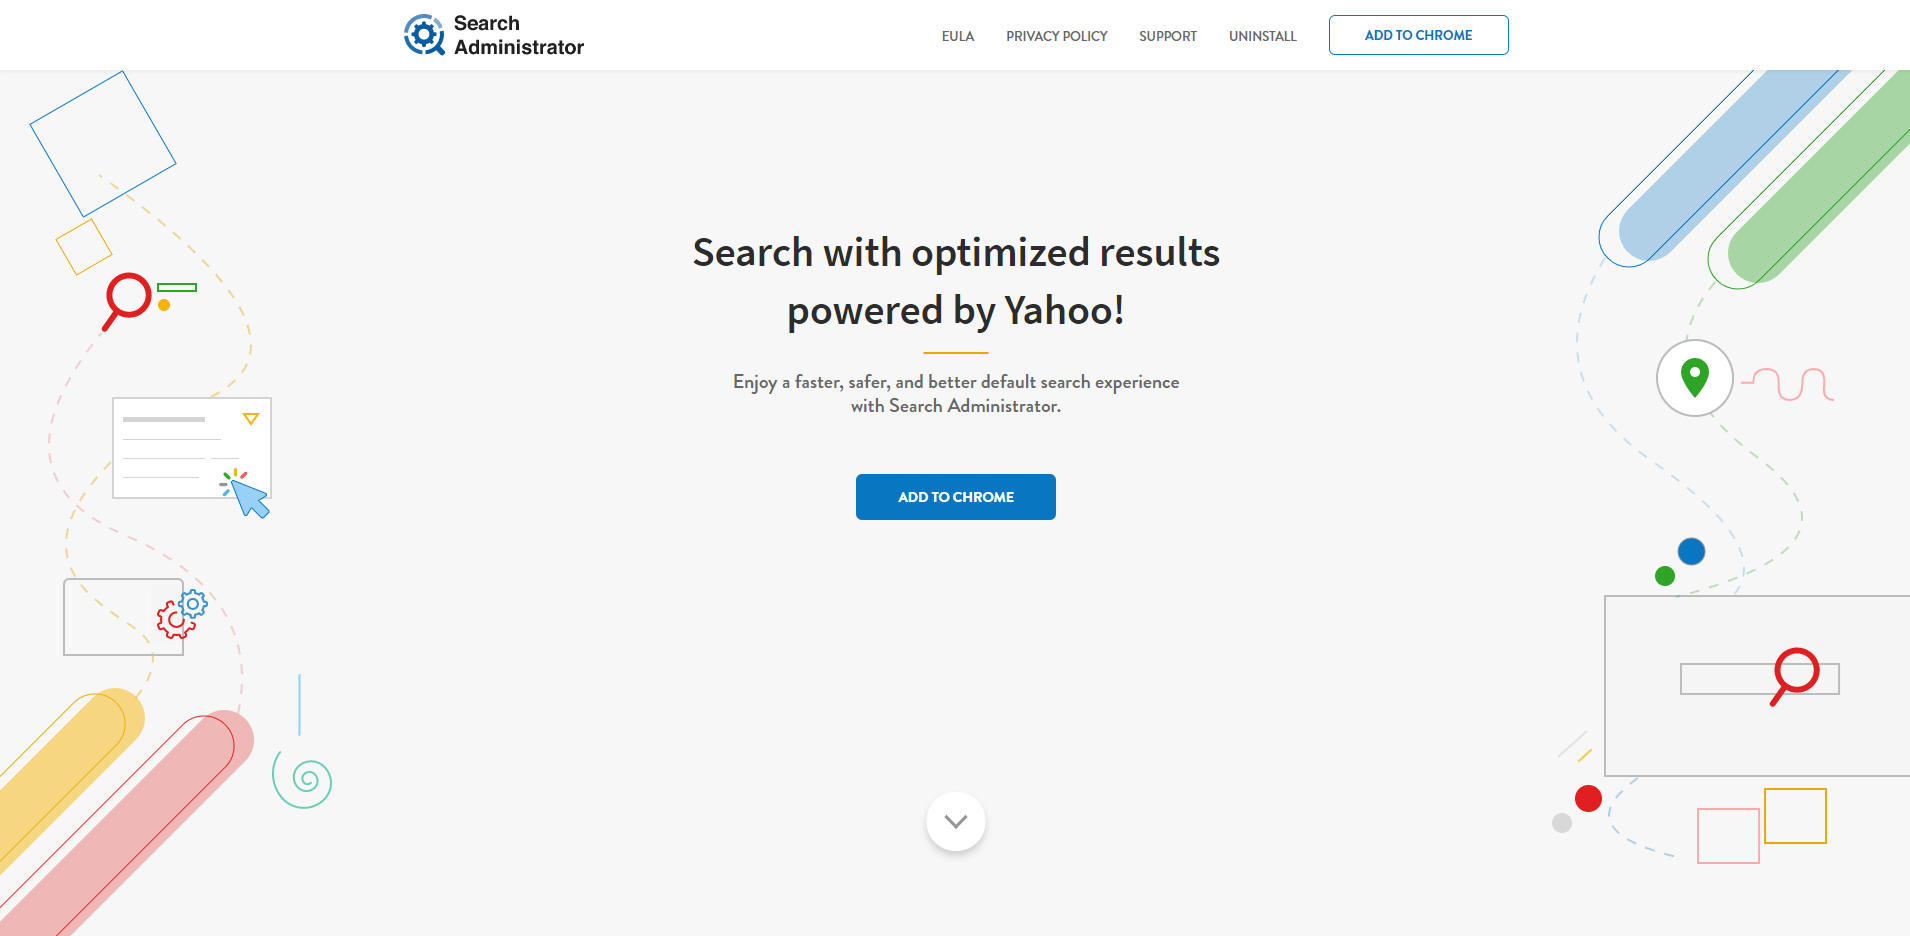 Search
Administrator
EULA
PRIVACY POLICY
SUPPORT
UNINSTALL
ADD TO CHROME
Search with optimized results
powered by Yahoo!
Enjoy a faster, safer, and better default search experience
with Search Administrator.
ADD TO CHROME